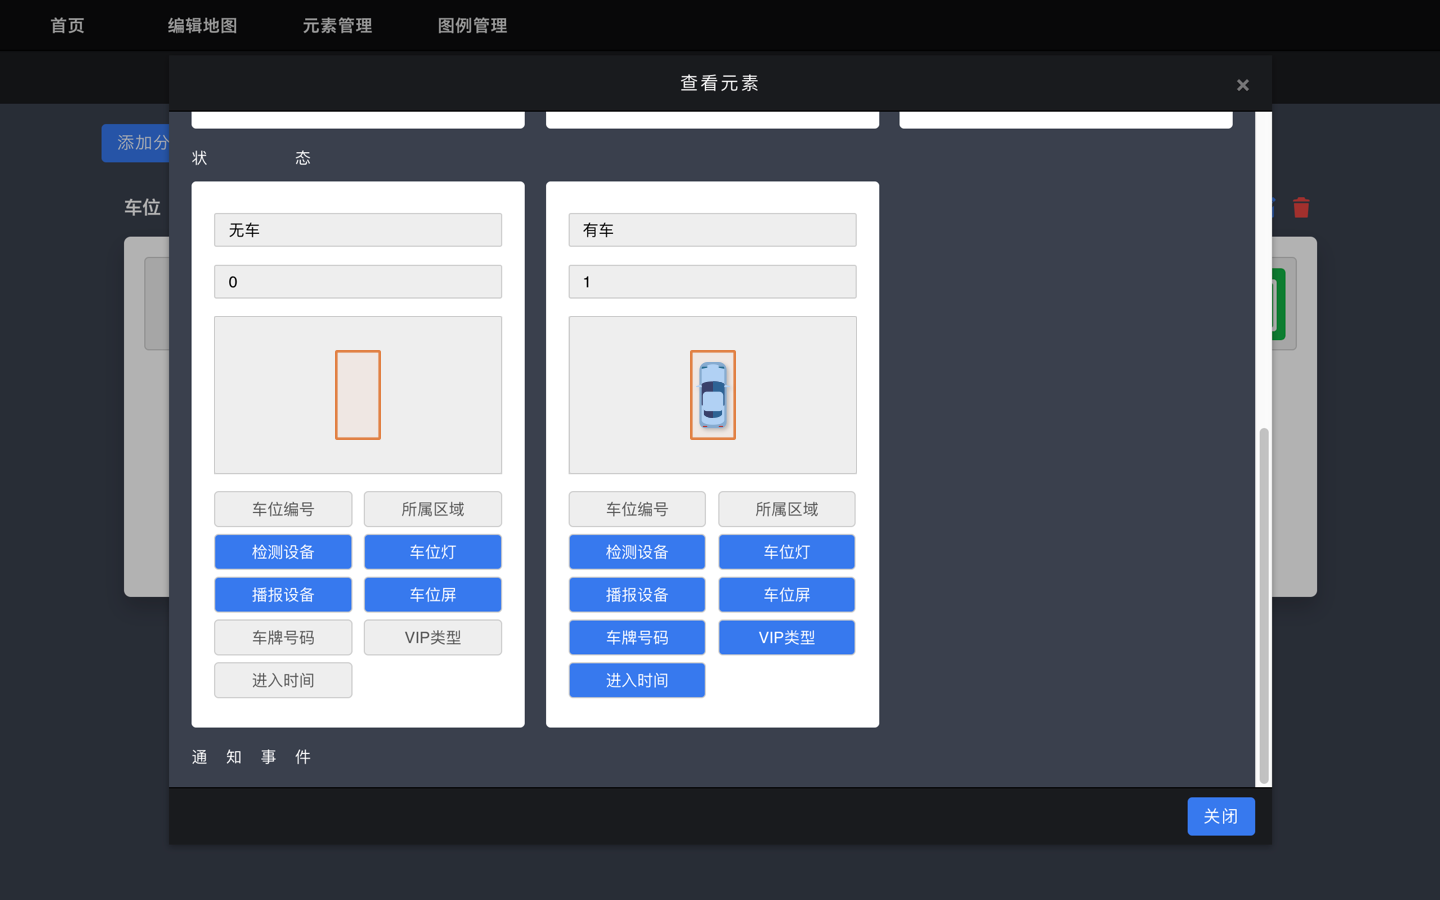 首页 编辑地图 元素管理 图例管理
查看元素 ×
添加分
状 态
车位
无车 有车
0 1
车位编号 所属区域 车位编号 所属区域
检测设备 车位灯 检测设备 车位灯
播报设备 车位屏 播报设备 车位屏
车牌号码 VIP类型 车牌号码 VIP类型
进入时间 进入时间
通知事件
关闭